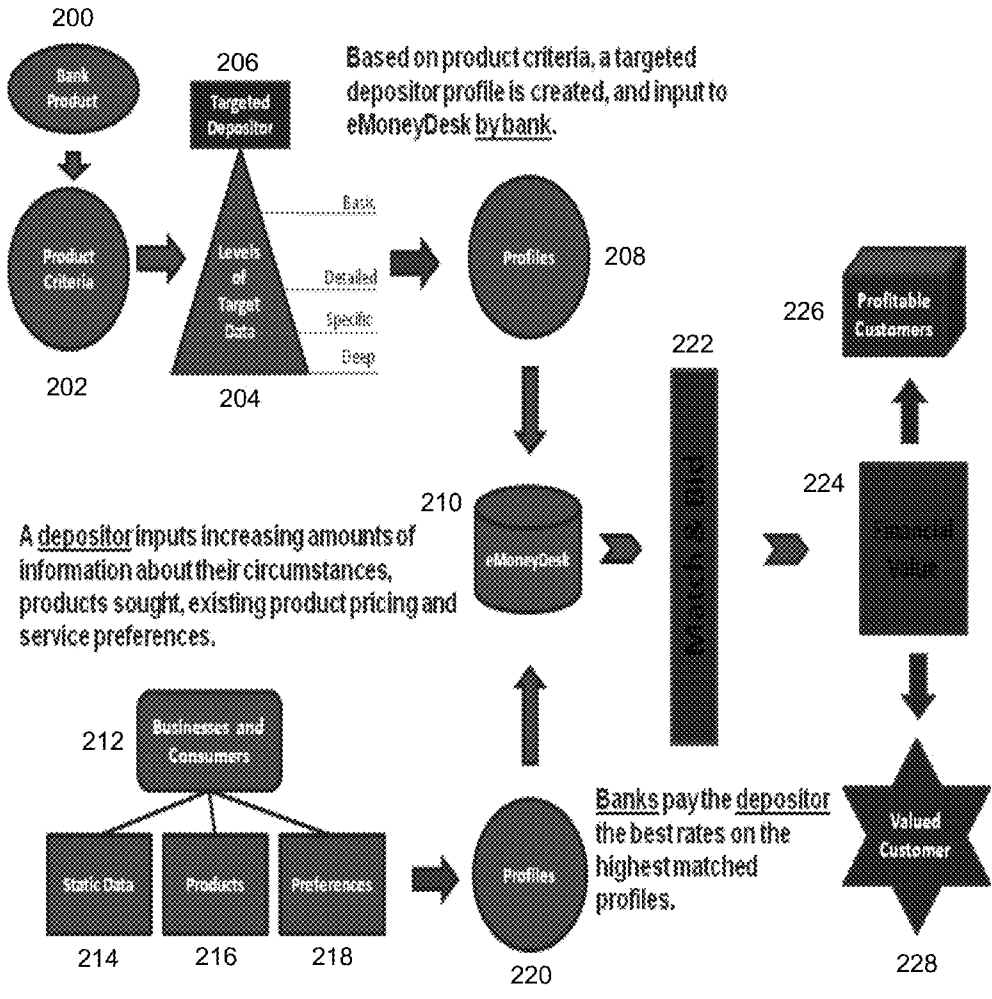 200
Bank
Product
206
Targeted
Depositor
Based on product criteria, a targeted
depositor profile is created, and input to
eMoneyDesk by bank.
Product
Criteria
202
Levels
of
Target
Data
204
Basic
Detailed
Specific
Deep
Profiles
208
222
Match & Bid
226
Profitable
Customers
210
eMoneyDesk
224
Financial
Value
A depositor inputs increasing amounts of
information about their circumstances,
products sought, existing product pricing and
service preferences.
212
Businesses and
Consumers
Static Data
Products
Preferences
214
216
218
Profiles
220
Banks pay the depositor
the best rates on the
highest matched
profiles.
Valued
Customer
228